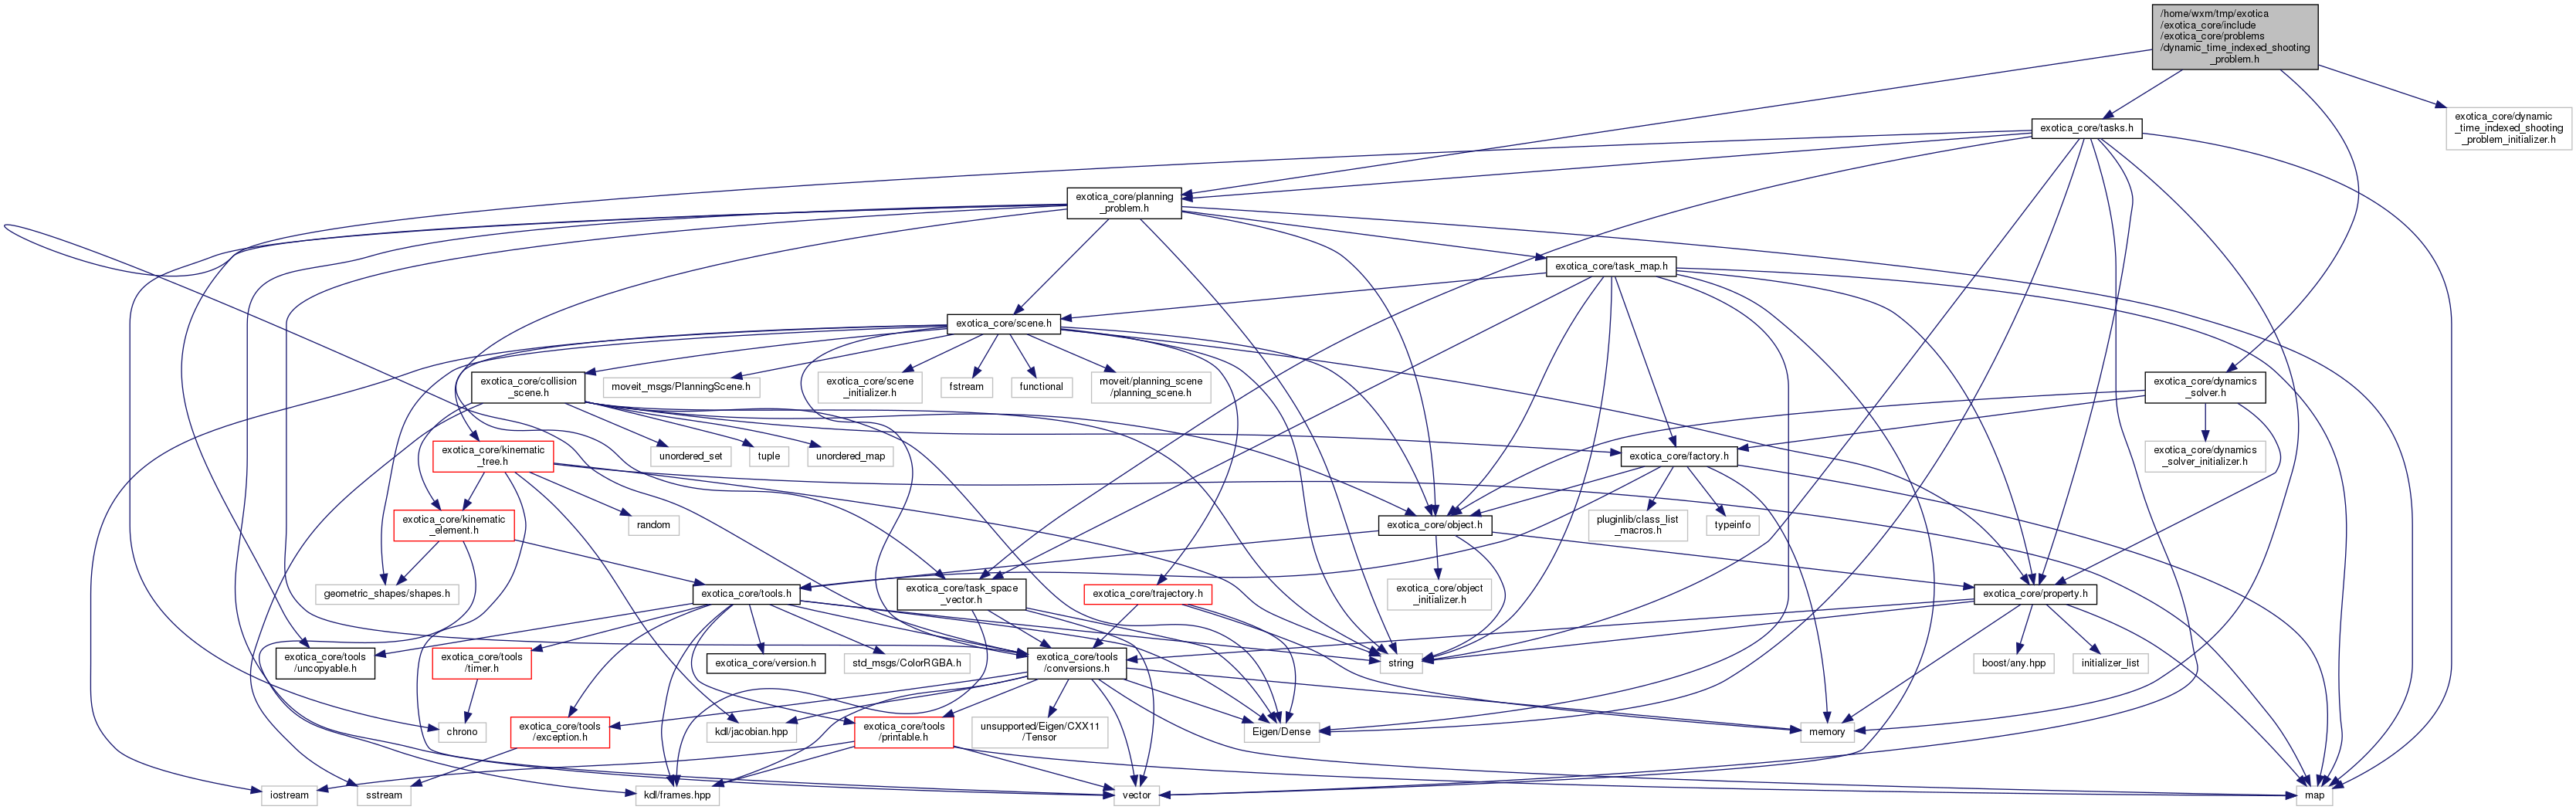 /home/wxm/tmp/exotica
/exotica_core/include
/exotica_core/problems
/dynamic_time_indexed_shooting
_problem.h
exotica_core/tasks.h
exotica_core/dynamic
_time_indexed_shooting
_problem_initializer.h
exotica_core/planning
_problem.h
exotica_core/task_map.h
exotica_core/scene.h
exotica_core/collision
_scene.h
moveit_msgs/PlanningScene.h
exotica_core/scene
_initializer.h
fstream
functional
moveit/planning_scene
/planning_scene.h
exotica_core/dynamics
_solver.h
exotica_core/kinematic
_tree.h
unordered_set
tuple
unordered_map
exotica_core/factory.h
exotica_core/dynamics
_solver_initializer.h
exotica_core/kinematic
_element.h
random
exotica_core/object.h
pluginlib/class_list
_macros.h
typeinfo
geometric_shapes/shapes.h
exotica_core/tools.h
exotica_core/task_space
_vector.h
exotica_core/trajectory.h
exotica_core/object
_initializer.h
exotica_core/property.h
exotica_core/tools
/uncopyable.h
exotica_core/tools
/timer.h
exotica_core/version.h
std_msgs/ColorRGBA.h
exotica_core/tools
/conversions.h
string
boost/any.hpp
initializer_list
chrono
exotica_core/tools
/exception.h
kdl/jacobian.hpp
exotica_core/tools
/printable.h
unsupported/Eigen/CXX11
/Tensor
Eigen/Dense
memory
iostream
sstream
kdl/frames.hpp
vector
map